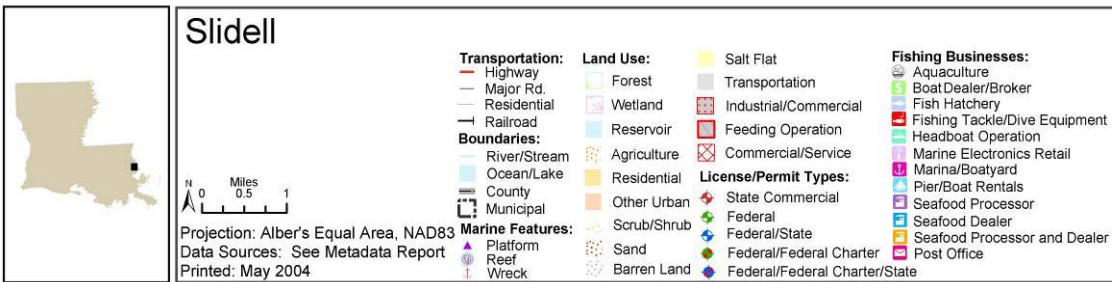 Slidell
N
Miles
0 0.5 1
Projection: Alber's Equal Area, NAD83
Data Sources: See Metadata Report
Printed: May 2004
Transportation:
Highway
Major Rd.
Residential
Railroad
Boundaries:
River/Stream
Ocean/Lake
County
Municipal
Marine Features:
Platform
Reef
Wreck
Land Use:
Forest
Wetland
Reservoir
Agriculture
Residential
Other Urban
Scrub/Shrub
Sand
Barren Land
Salt Flat
Transportation
Industrial/Commercial
Feeding Operation
Commercial/Service
License/Permit Types:
State Commercial
Federal
Federal/State
Federal/Federal Charter
Federal/Federal Charter/State
Fishing Businesses:
Aquaculture
Boat Dealer/Broker
Fish Hatchery
Fishing Tackle/Dive Equipment
Headboat Operation
Marine Electronics Retail
Marina/Boatyard
Pier/Boat Rentals
Seafood Processor
Seafood Dealer
Seafood Processor and Dealer
Post Office